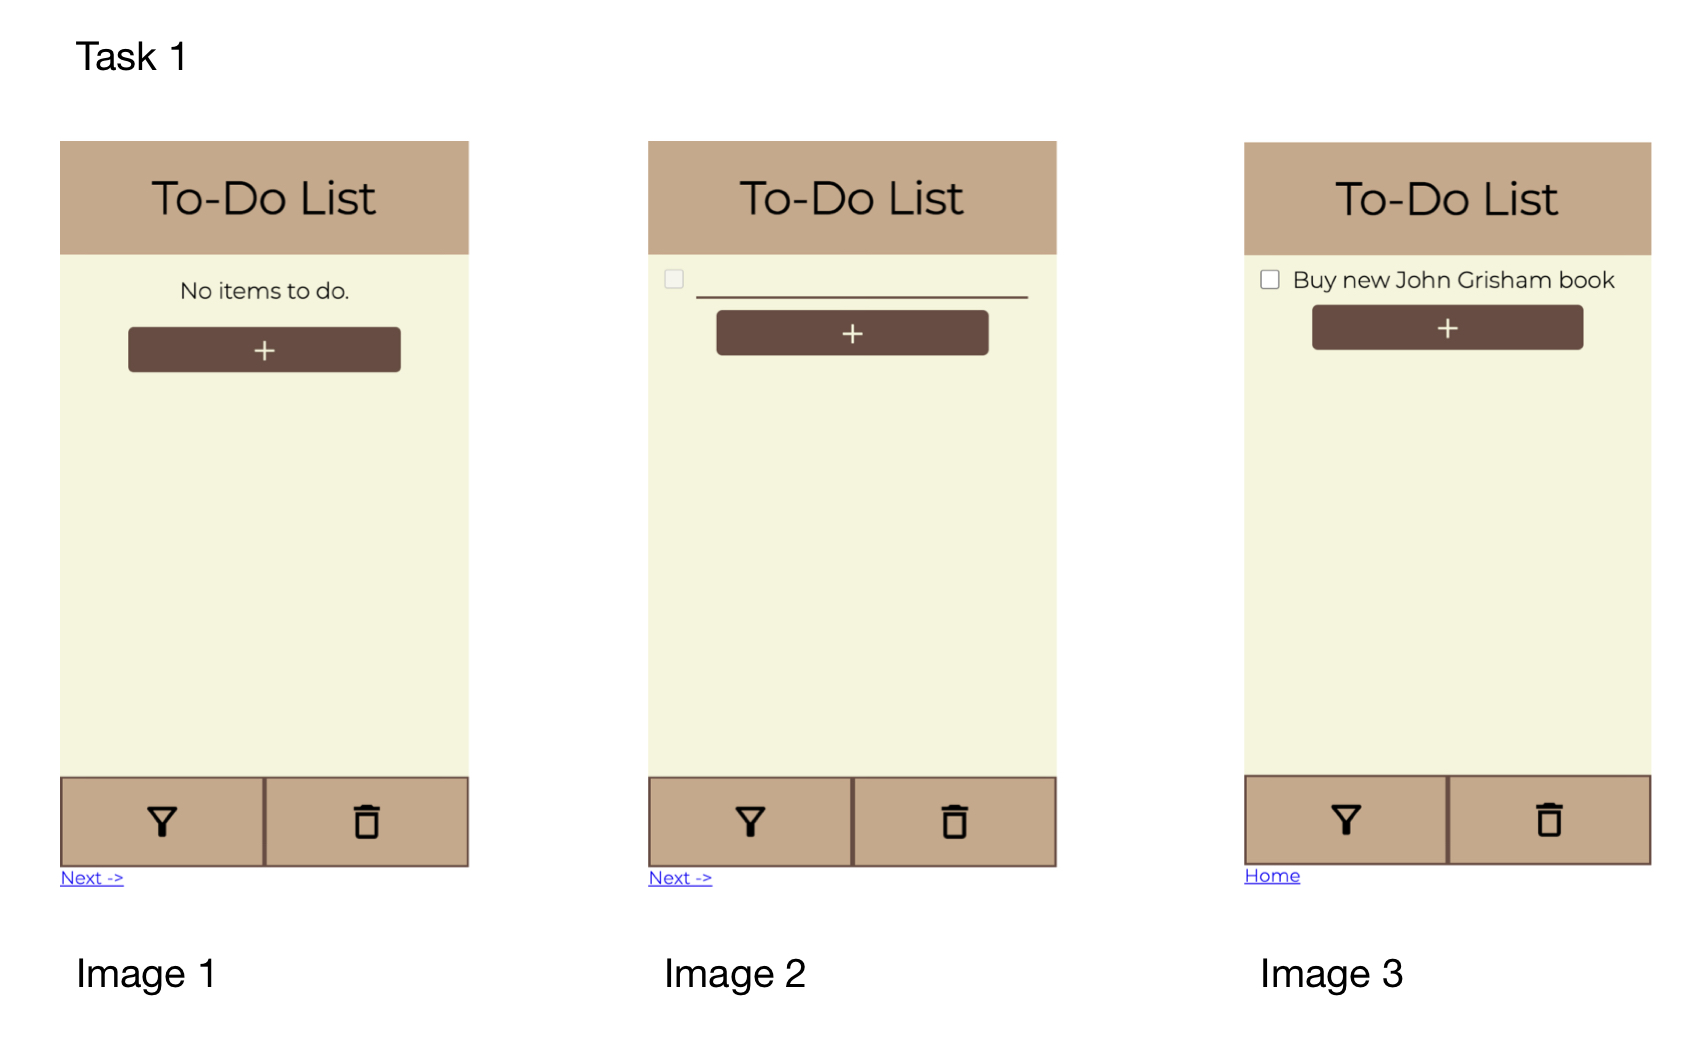 Task 1
To-Do List
No items to do.
+
Next ->
Image 1
To-Do List
+
Next ->
Image 2
To-Do List
Buy new John Grisham book
+
Home
Image 3